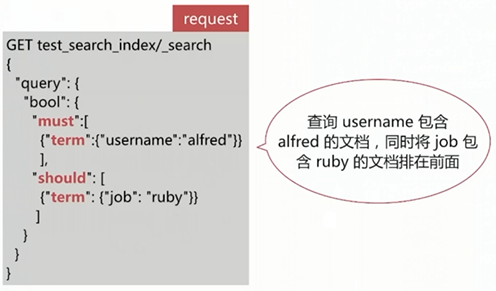 request
GET test_search_index/_search
{
"query": {
"bool": {
"must":[
{"term":{"username":"alfred"}}
],
"should": [
{"term": {"job": "ruby"}}
]
}
}
}
查询 username 包含
alfred 的文档，同时将 job 包
含 ruby 的文档排在前面